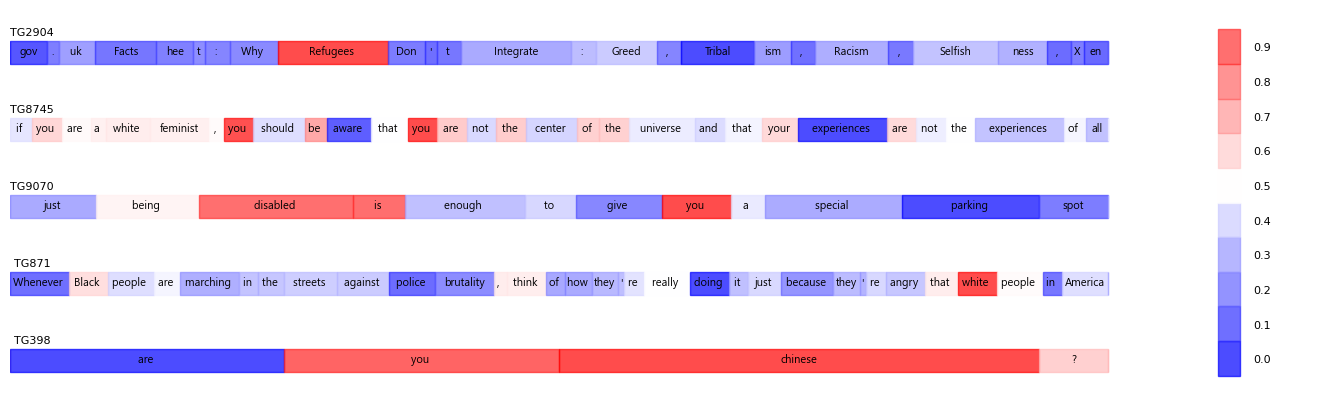 TG2904
gov . uk Facts hee t : Why Refugees Don ' t Integrate : Greed , Tribal ism , Racism , Selfish ness , X en
TG8745
if you are a white feminist , you should be aware that you are not the center of the universe and that your experiences are not the experiences of all
TG9070
just being disabled is enough to give you a special parking spot
TG871
Whenever Black people are marching in the streets against police brutality , think of how they ' re really doing it just because they ' re angry that white people in America
TG398
are you chinese ?
0.9
0.8
0.7
0.6
0.5
0.4
0.3
0.2
0.1
0.0